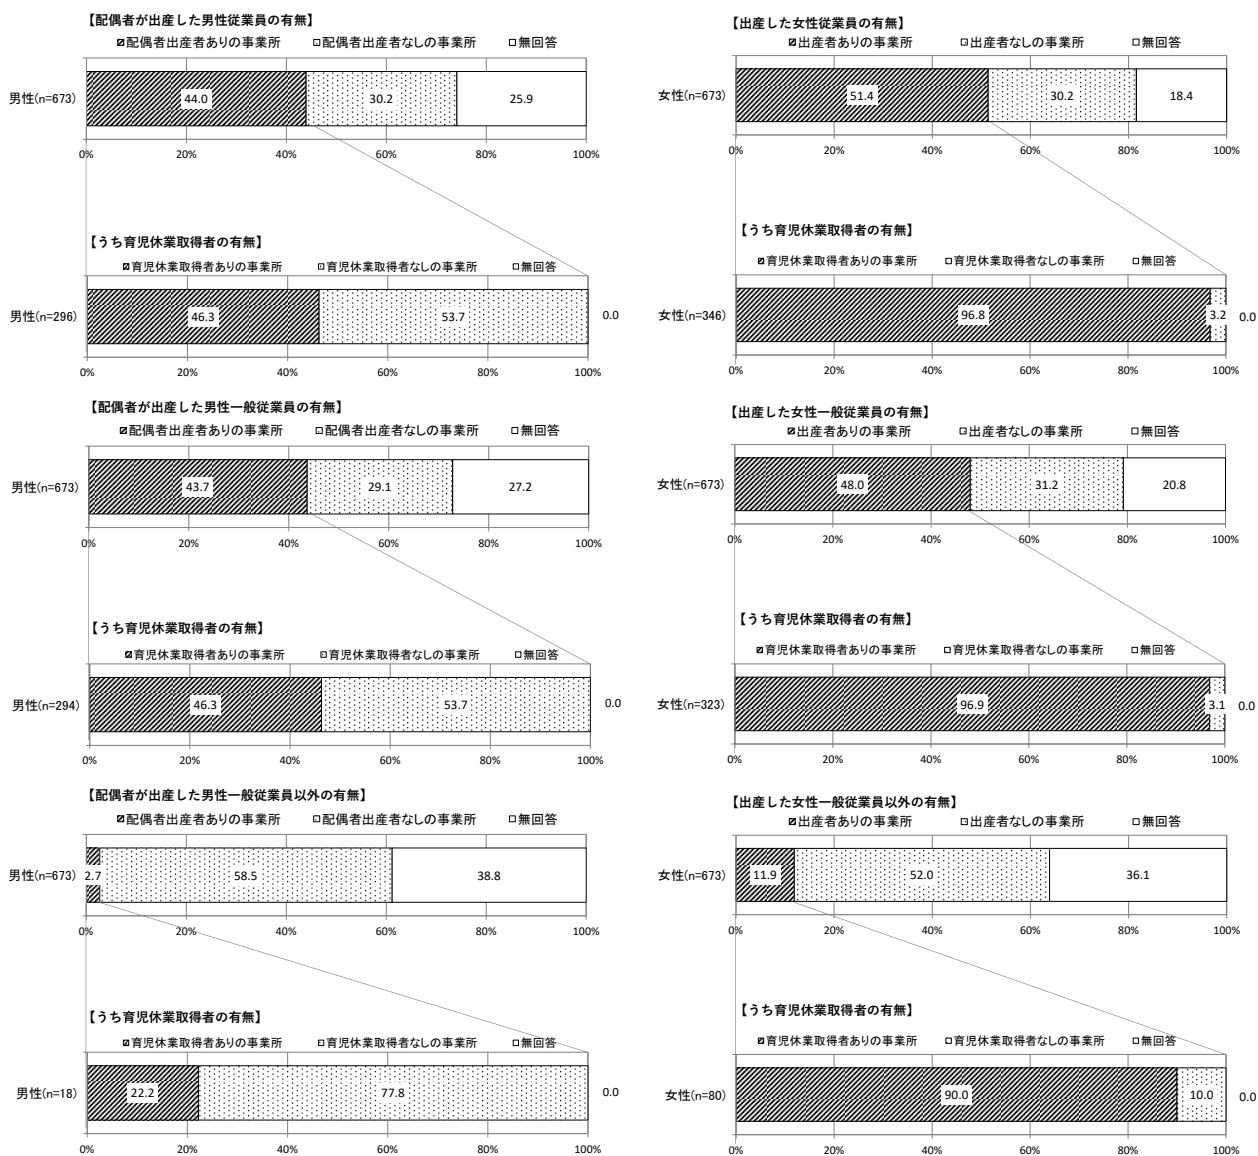 【配偶者が出産した男性従業員の有無】
配偶者出産者ありの事業所 配偶者出産者なしの事業所 無回答
男性(n=673) 44.0 30.2 25.9
0% 20% 40% 60% 80% 100%
【うち育児休業取得者の有無】
育児休業取得者ありの事業所 育児休業取得者なしの事業所 無回答
男性(n=296) 46.3 53.7 0.0
0% 20% 40% 60% 80% 100%
【配偶者が出産した男性一般従業員の有無】
配偶者出産者ありの事業所 配偶者出産者なしの事業所 無回答
男性(n=673) 43.7 29.1 27.2
0% 20% 40% 60% 80% 100%
【うち育児休業取得者の有無】
育児休業取得者ありの事業所 育児休業取得者なしの事業所 無回答
男性(n=294) 46.3 53.7 0.0
0% 20% 40% 60% 80% 100%
【配偶者が出産した男性一般従業員以外の有無】
配偶者出産者ありの事業所 配偶者出産者なしの事業所 無回答
男性(n=673) 2.7 58.5 38.8
0% 20% 40% 60% 80% 100%
【うち育児休業取得者の有無】
育児休業取得者ありの事業所 育児休業取得者なしの事業所 無回答
男性(n=18) 22.2 77.8 0.0
0% 20% 40% 60% 80% 100%
【出産した女性従業員の有無】
出産者ありの事業所 出産者なしの事業所 無回答
女性(n=673) 51.4 30.2 18.4
0% 20% 40% 60% 80% 100%
【うち育児休業取得者の有無】
育児休業取得者ありの事業所 育児休業取得者なしの事業所 無回答
女性(n=346) 96.8 3.2 0.0
0% 20% 40% 60% 80% 100%
【出産した女性一般従業員の有無】
出産者ありの事業所 出産者なしの事業所 無回答
女性(n=673) 48.0 31.2 20.8
0% 20% 40% 60% 80% 100%
【うち育児休業取得者の有無】
育児休業取得者ありの事業所 育児休業取得者なしの事業所 無回答
女性(n=323) 96.9 3.1 0.0
0% 20% 40% 60% 80% 100%
【出産した女性一般従業員以外の有無】
出産者ありの事業所 出産者なしの事業所 無回答
女性(n=673) 11.9 52.0 36.1
0% 20% 40% 60% 80% 100%
【うち育児休業取得者の有無】
育児休業取得者ありの事業所 育児休業取得者なしの事業所 無回答
女性(n=80) 90.0 10.0 0.0
0% 20% 40% 60% 80% 100%